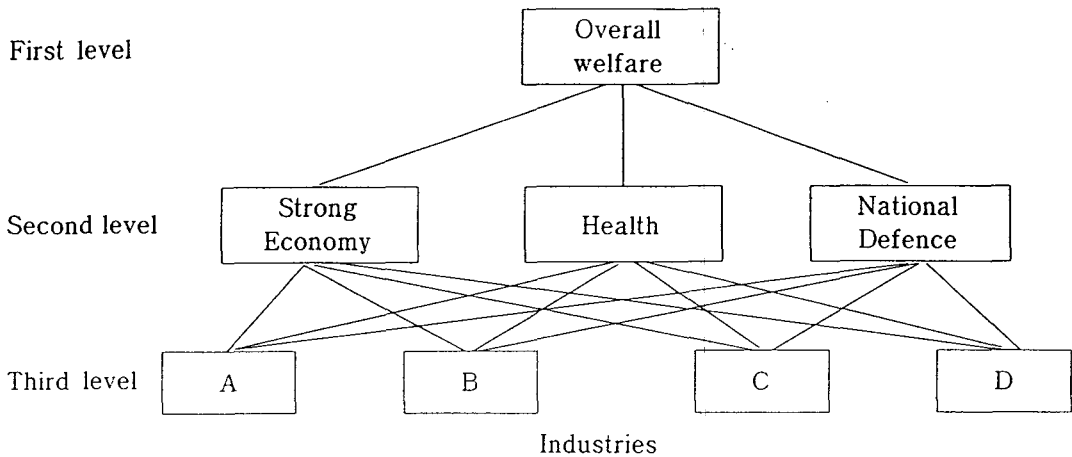 First level
Overall
welfare
Second level
Strong
Economy
Health
National
Defence
Third level
A
B
C
D
Industries